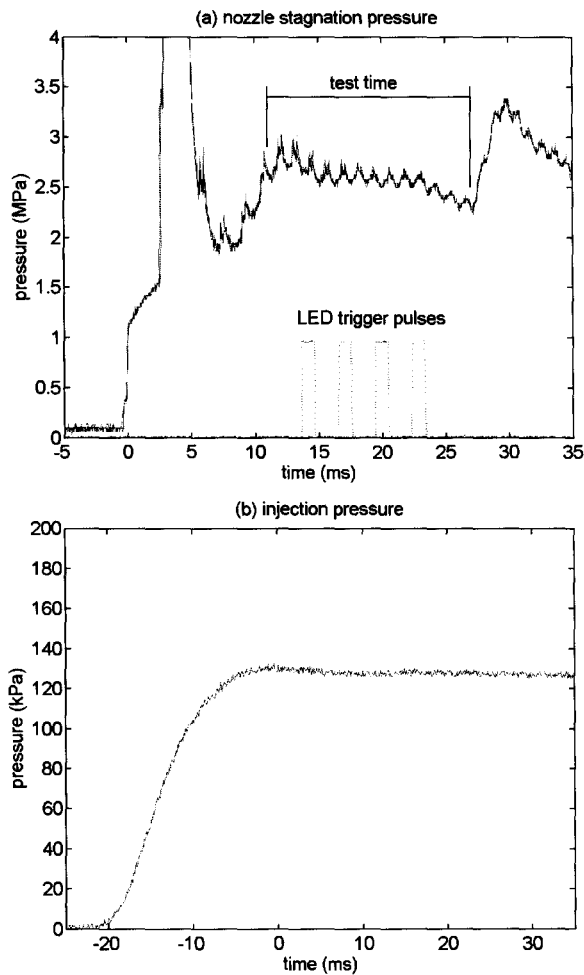 (a) nozzle stagnation pressure
4
3.5
3
2.5
2
1.5
1
0.5
0
pressure (MPa)
test time
LED trigger pulses
-5 0 5 10 15 20 25 30 35
time (ms)
(b) injection pressure
200
180
160
140
120
100
80
60
40
20
0
pressure (kPa)
-20 -10 0 10 20 30
time (ms)